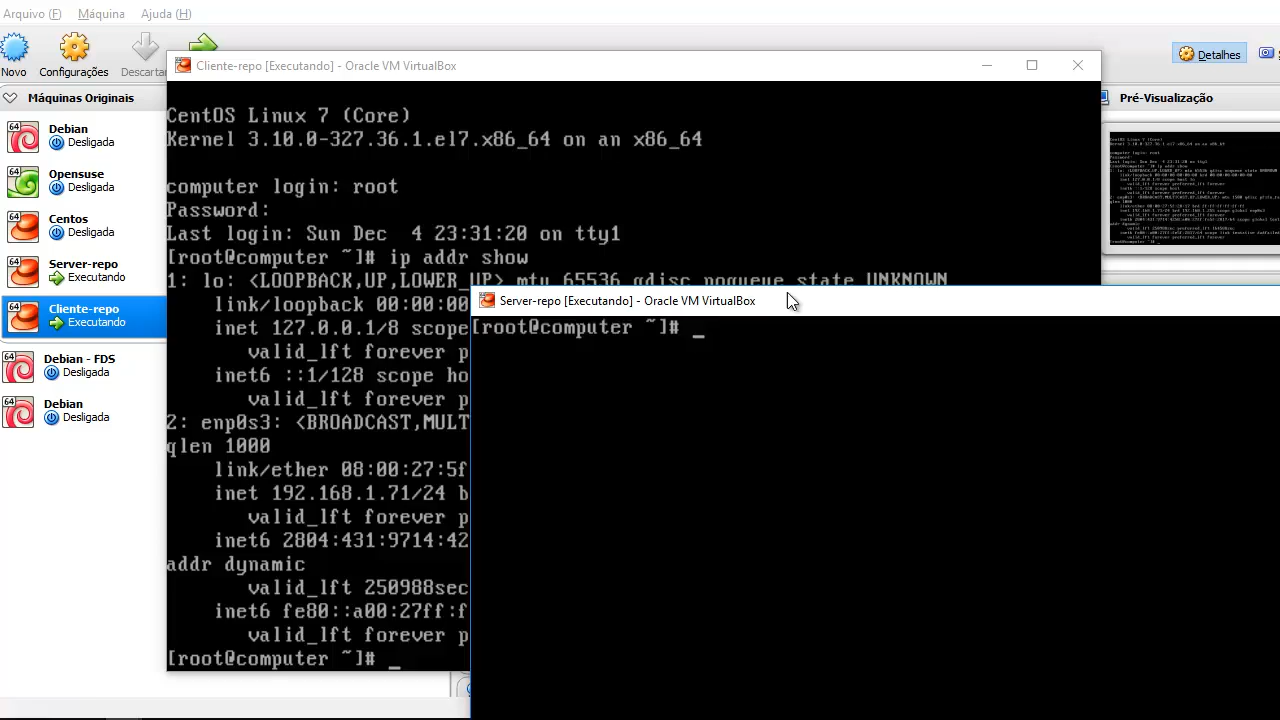 Arquivo (F) Máquina Ajuda (H)
Novo Configurações Descartar
Detalhes
Máquinas Originais
64 Debian
Desligada
64 Opensuse
Desligada
64 Centos
Desligada
64 Server-repo
Executando
64 Cliente-repo
Executando
64 Debian - FDS
Desligada
64 Debian
Desligada
Cliente-repo [Executando] - Oracle VM VirtualBox
CentOS Linux 7 (Core)
Kernel 3.10.0-327.36.1.el7.x86_64 on an x86_64
computer login: root
Password:
Last login: Sun Dec  4 23:31:20 on tty1
[root@computer ~]# ip addr show
1: lo: <LOOPBACK,UP,LOWER_UP> mtu 65536 qdisc noqueue state UNKNOWN
link/loopback 00:00:00
inet 127.0.0.1/8 scope
valid_lft forever p
inet6 ::1/128 scope ho
valid_lft forever p
2: enp0s3: <BROADCAST,MULT
qlen 1000
link/ether 08:00:27:5f
inet 192.168.1.71/24 b
valid_lft forever p
inet6 2804:431:9714:42
addr dynamic
valid_lft 250988sec
inet6 fe80::a00:27ff:f
valid_lft forever p
[root@computer ~]# _
Server-repo [Executando] - Oracle VM VirtualBox
[root@computer ~]# _
Pré-Visualização